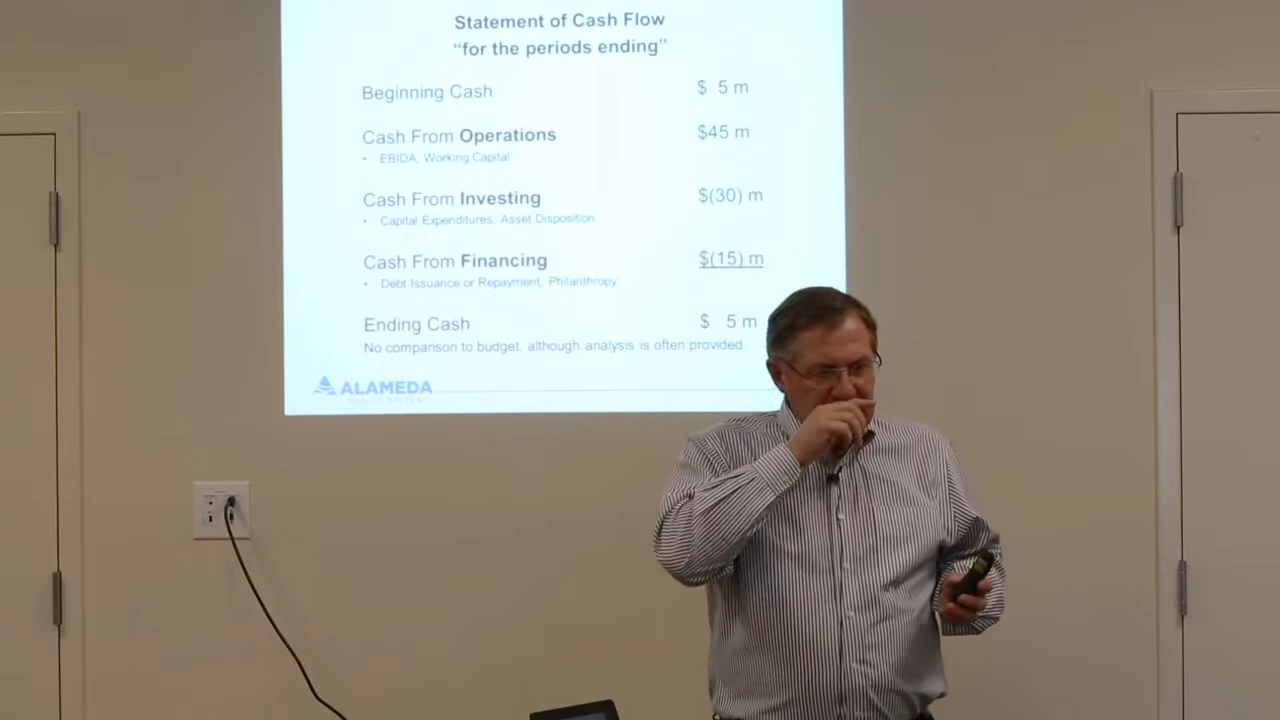 Statement of Cash Flow
“for the periods ending”
Beginning Cash $ 5 m
Cash From Operations $45 m
• EBIDA, Working Capital
Cash From Investing $(30) m
• Capital Expenditures, Asset Disposition
Cash From Financing $(15) m
• Debt Issuance or Repayment, Philanthropy
Ending Cash $ 5 m
No comparison to budget, although analysis is often provided.
ALAMEDA